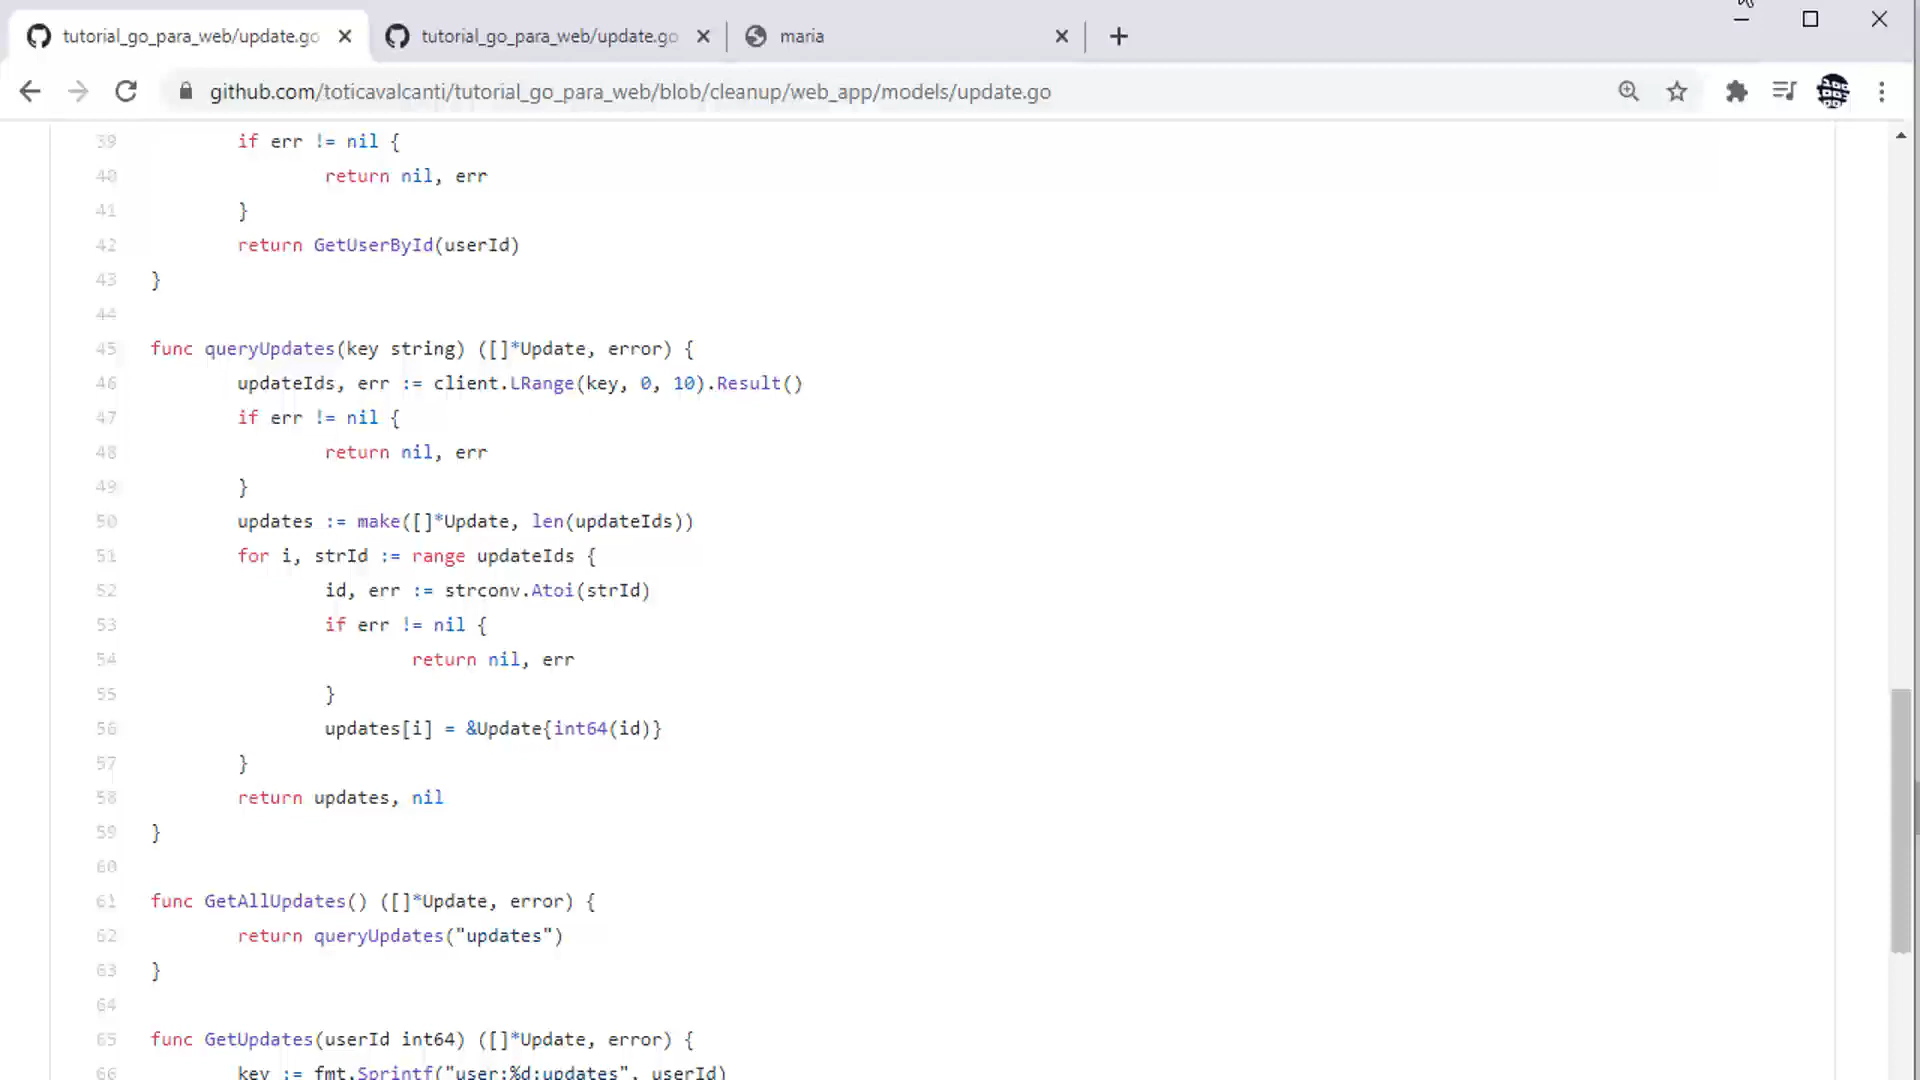 tutorial_go_para_web/update.go
tutorial_go_para_web/update.go
maria
github.com/toticavalcanti/tutorial_go_para_web/blob/cleanup/web_app/models/update.go
39 if err != nil {
40 return nil, err
41 }
42 return GetUserById(userId)
43 }
44
45 func queryUpdates(key string) ([]*Update, error) {
46 updateIds, err := client.LRange(key, 0, 10).Result()
47 if err != nil {
48 return nil, err
49 }
50 updates := make([]*Update, len(updateIds))
51 for i, strId := range updateIds {
52 id, err := strconv.Atoi(strId)
53 if err != nil {
54 return nil, err
55 }
56 updates[i] = &Update{int64(id)}
57 }
58 return updates, nil
59 }
60
61 func GetAllUpdates() ([]*Update, error) {
62 return queryUpdates("updates")
63 }
64
65 func GetUpdates(userId int64) ([]*Update, error) {
66 key := fmt.Sprintf("user:%d:updates", userId)